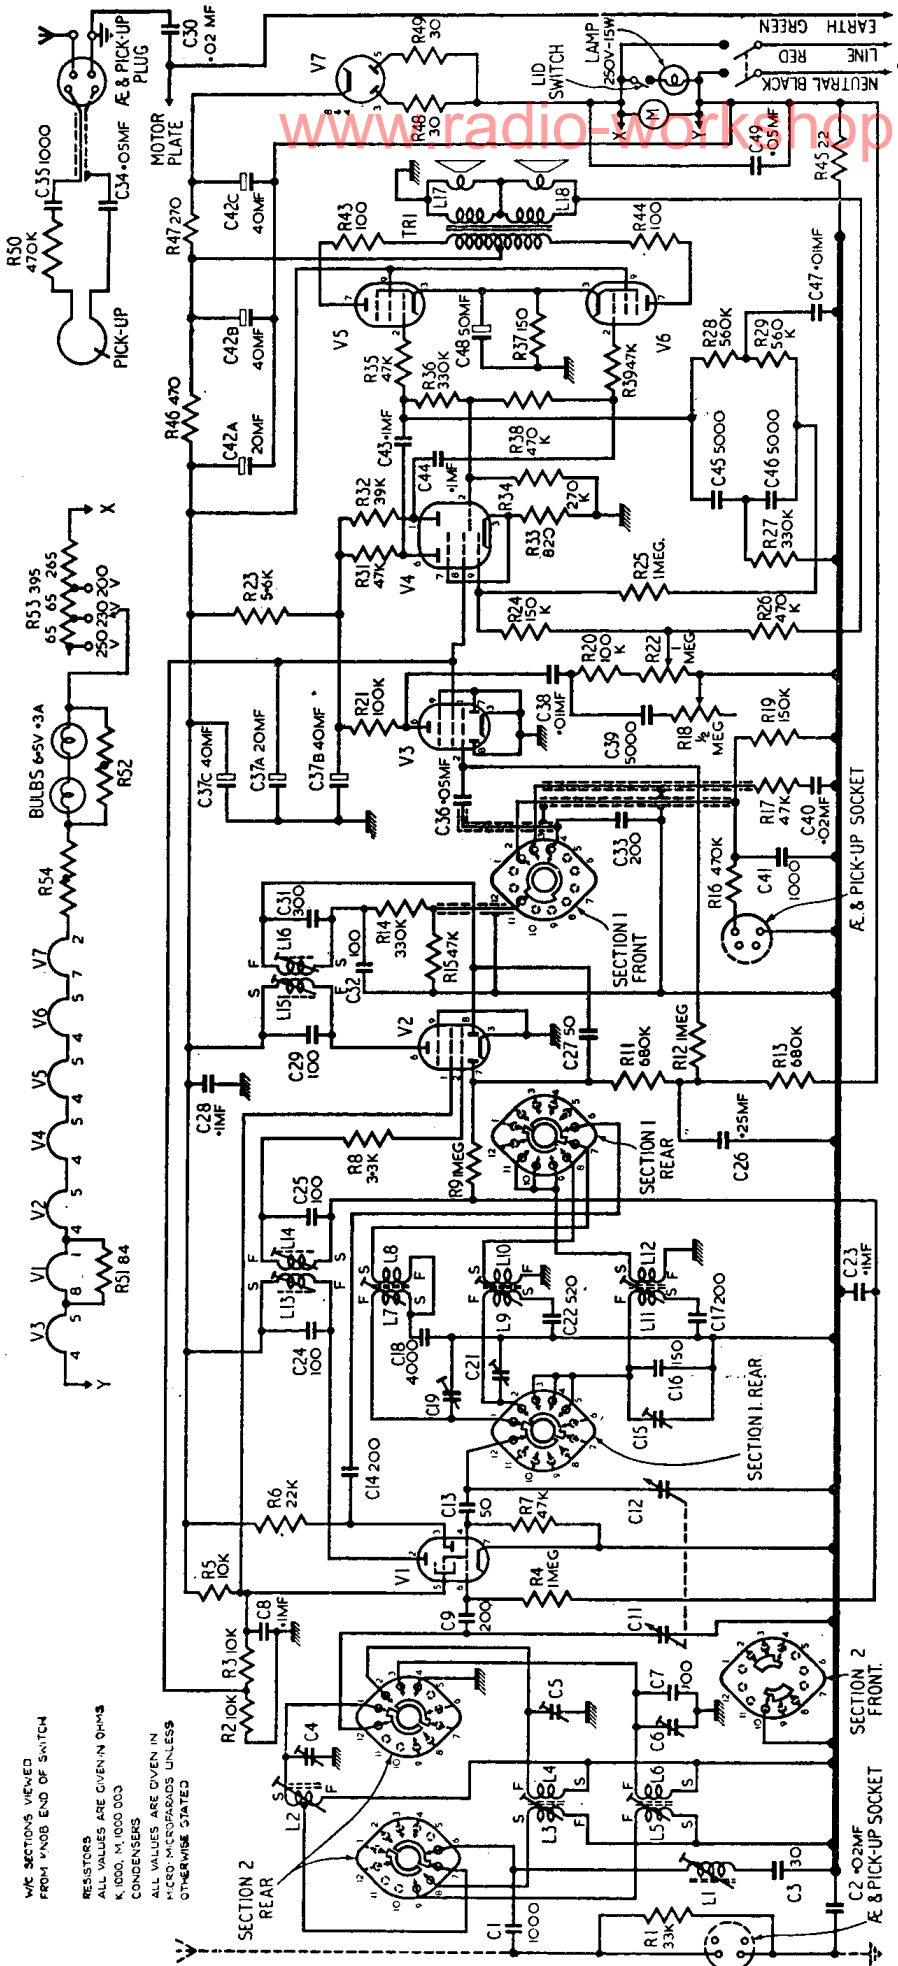 W/C SECTIONS VIEWED
FROM KNOB END OF SWITCH
RESISTORS
ALL VALUES ARE GIVEN IN OHMS
K, 1000, M, 1000 000
CONDENSERS
ALL VALUES ARE GIVEN IN
MICRO-MICROFARADS UNLESS
OTHERWISE STATED
Y
V3
V1
V2
V4
V5
V6
V7
R51 84
R54
BULBS 6·5V ·3A
R52
R53 395
65
65
265
250 230 200
V
X
PICK-UP
R50
470K
C35 1000
C34 ·05MF
Æ & PICK-UP
PLUG
MOTOR
PLATE
C30
·02 MF
R2 10K
R3 10K
C8
·1MF
R5
10K
R6
22K
C14 200
C24
100
L13
L14
C25
100
R8
3·3K
C28
·1MF
C29
100
L15
L16
C31
300
C32
100
R14
330K
R15 47K
C37C 40MF
C37A 20MF
C37B 40MF
R23
5·6K
R21
100K
R31
47K
R32
39K
R46 470
C42A
20MF
C42B
40MF
R47 270
C42C
40MF
V7
R49
30
R48
30
www.radio-workshop
SECTION 2
REAR
L2
C4
V1
C9
200
C13
50
R7
47K
R4
1MEG
C19
C18
4000
L7
L8
C21
L9
L10
C22 520
L11
L12
C17 200
C16 150
C15
SECTION 1. REAR
R9 1MEG
V2
SECTION 1
REAR
C27 50
R11
680K
R12 1MEG
R13
680K
C26 ·25MF
C23
·1MF
SECTION 1
FRONT
C36 ·05MF
C33
200
V3
C38
·01MF
C39
5000
R20
100
K
R22
1
MEG
R18
½
MEG
R19
150K
R17
47K
C40
·02MF
R16 470K
C41
1000
Æ. & PICK-UP SOCKET
V4
C43 ·1MF
C44
·1MF
R33
820
R34
270
K
R24
150
K
R25
1MEG.
R26
470
K
R27
330K
C45 5000
C46 5000
R28
560K
R29
560
K
C47 ·01MF
R35
47K
R36
330K
R38
470
K
R39 47K
V5
V6
C48 50MF
R37 150
R43
100
R44
100
TR1
L17
L18
LID
SWITCH
LAMP
250V-15W
M
X
Y
C49
·05MF
R45 22
NEUTRAL BLACK
LINE RED
EARTH GREEN
C1
1000
L3
L4
C5
L5
L6
C6
C7
100
C11
C12
L1
C3
30
R1
33K
C2 ·02MF
Æ & PICK-UP SOCKET
SECTION 2
FRONT.